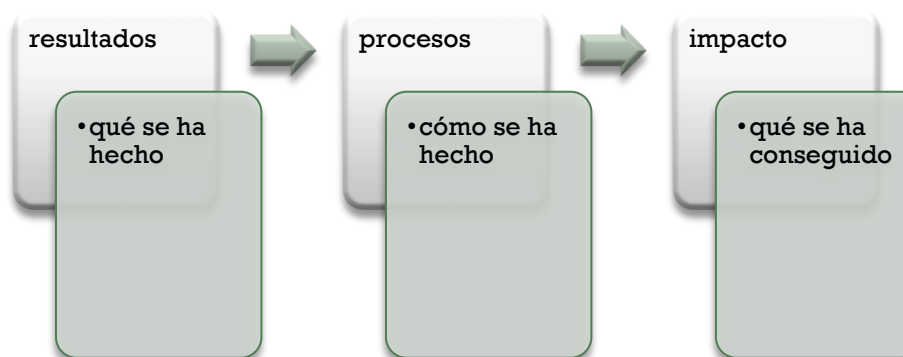 resultados
•qué se ha
hecho
procesos
•cómo se ha
hecho
impacto
•qué se ha
conseguido